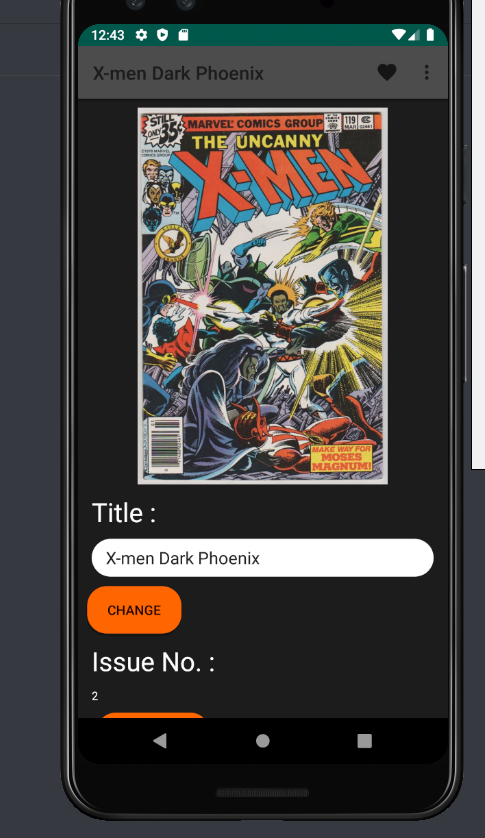 12:43
X-men Dark Phoenix
STILL ONLY 35¢
MARVEL COMICS GROUP
119
MAR
THE UNCANNY
X-MEN
MAKE WAY FOR
MOSES
MAGNUM!
Title :
X-men Dark Phoenix
CHANGE
Issue No. :
2